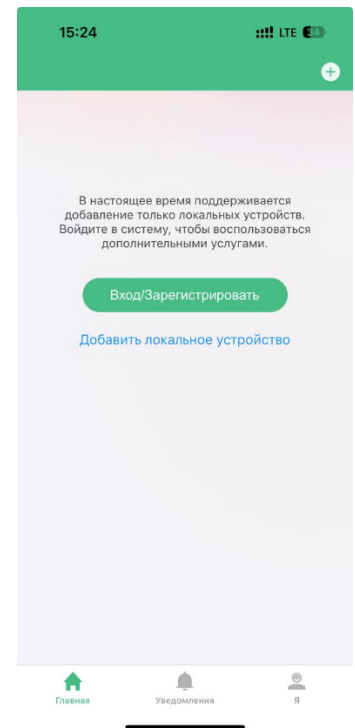 15:24
LTE 34
В настоящее время поддерживается
добавление только локальных устройств.
Войдите в систему, чтобы воспользоваться
дополнительными услугами.
Вход/Зарегистрировать
Добавить локальное устройство
Главная
Уведомления
Я